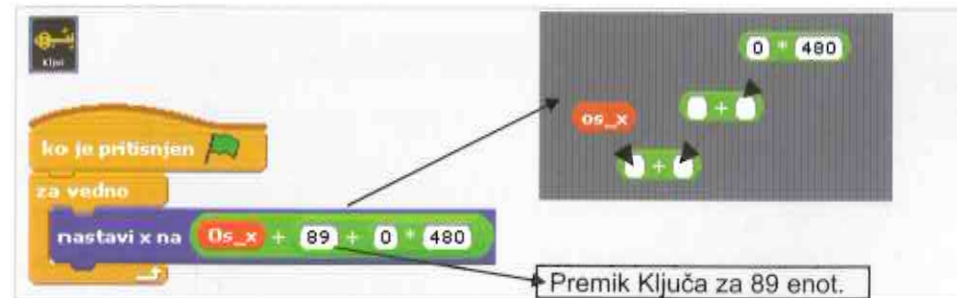 Ključ
ko je pritisnjen
za vedno
nastavi x na Os_x + 89 + 0 * 480
0 * 480
+
os_x
+
Premik Ključa za 89 enot.